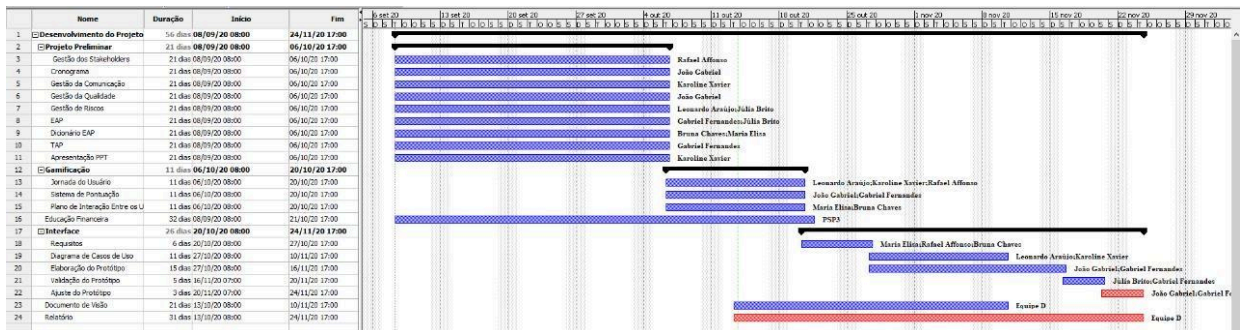 Nome Duração Início Fim 6 set 20 13 set 20 20 set 20 27 set 20 4 out 20 11 out 20 18 out 20 25 out 20 1 nov 20 8 nov 20 15 nov 20 22 nov 20 29 nov 20
1 Desenvolvimento do Projeto 56 dias 08/09/20 08:00 24/11/20 17:00
2 Projeto Preliminar 21 dias 08/09/20 08:00 06/10/20 17:00
3 Gestão dos Stakeholders 21 dias 08/09/20 08:00 06/10/20 17:00 Rafael Affonso
4 Cronograma 21 dias 08/09/20 08:00 06/10/20 17:00 João Gabriel
5 Gestão da Comunicação 21 dias 08/09/20 08:00 06/10/20 17:00 Karoline Xavier
6 Gestão da Qualidade 21 dias 08/09/20 08:00 06/10/20 17:00 João Gabriel
7 Gestão de Riscos 21 dias 08/09/20 08:00 06/10/20 17:00 Leonardo Araújo;Júlia Brito
8 EAP 21 dias 08/09/20 08:00 06/10/20 17:00 Gabriel Fernandes;Júlia Brito
9 Dicionário EAP 21 dias 08/09/20 08:00 06/10/20 17:00 Bruna Chaves;Maria Elisa
10 TAP 21 dias 08/09/20 08:00 06/10/20 17:00 Gabriel Fernandes
11 Apresentação PPT 21 dias 08/09/20 08:00 06/10/20 17:00 Karoline Xavier
12 Gamificação 11 dias 06/10/20 08:00 20/10/20 17:00
13 Jornada do Usuário 11 dias 06/10/20 08:00 20/10/20 17:00 Leonardo Araújo;Karoline Xavier;Rafael Affonso
14 Sistema de Pontuação 11 dias 06/10/20 08:00 20/10/20 17:00 João Gabriel;Gabriel Fernandes
15 Plano de Interação Entre os U 11 dias 06/10/20 08:00 20/10/20 17:00 Maria Elisa;Bruna Chaves
16 Educação Financeira 32 dias 08/09/20 08:00 21/10/20 17:00 PSP3
17 Interface 26 dias 20/10/20 08:00 24/11/20 17:00
18 Requisitos 6 dias 20/10/20 08:00 27/10/20 17:00 Maria Elisa;Rafael Affonso;Bruna Chaves
19 Diagrama de Casos de Uso 11 dias 27/10/20 08:00 10/11/20 17:00 Leonardo Araújo;Karoline Xavier
20 Elaboração do Protótipo 15 dias 27/10/20 08:00 16/11/20 17:00 João Gabriel;Gabriel Fernandes
21 Validação do Protótipo 5 dias 16/11/20 07:00 20/11/20 17:00 Júlia Brito;Gabriel Fernandes
22 Ajuste do Protótipo 3 dias 20/11/20 07:00 24/11/20 17:00 João Gabriel;Gabriel
23 Documento de Visão 21 dias 13/10/20 08:00 10/11/20 17:00 Equipe D
24 Relatório 31 dias 13/10/20 08:00 24/11/20 17:00 Equipe D